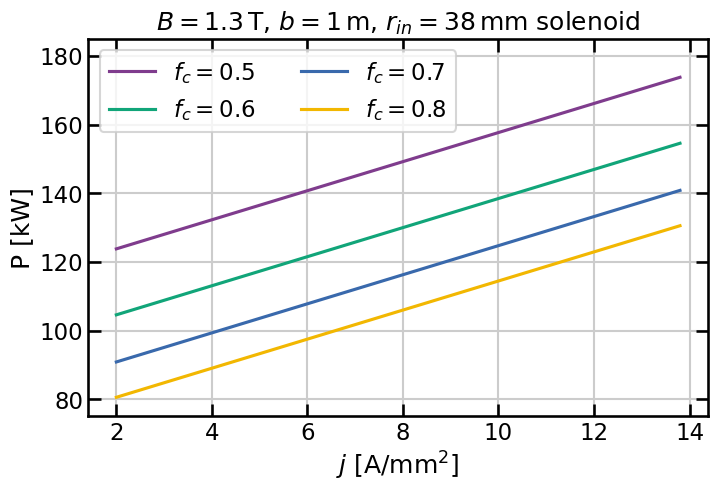 B = 1.3 T, b = 1 m, r_in = 38 mm solenoid
f_c = 0.5 f_c = 0.7
f_c = 0.6 f_c = 0.8
P [kW]
180
160
140
120
100
80
2 4 6 8 10 12 14
j [A/mm²]